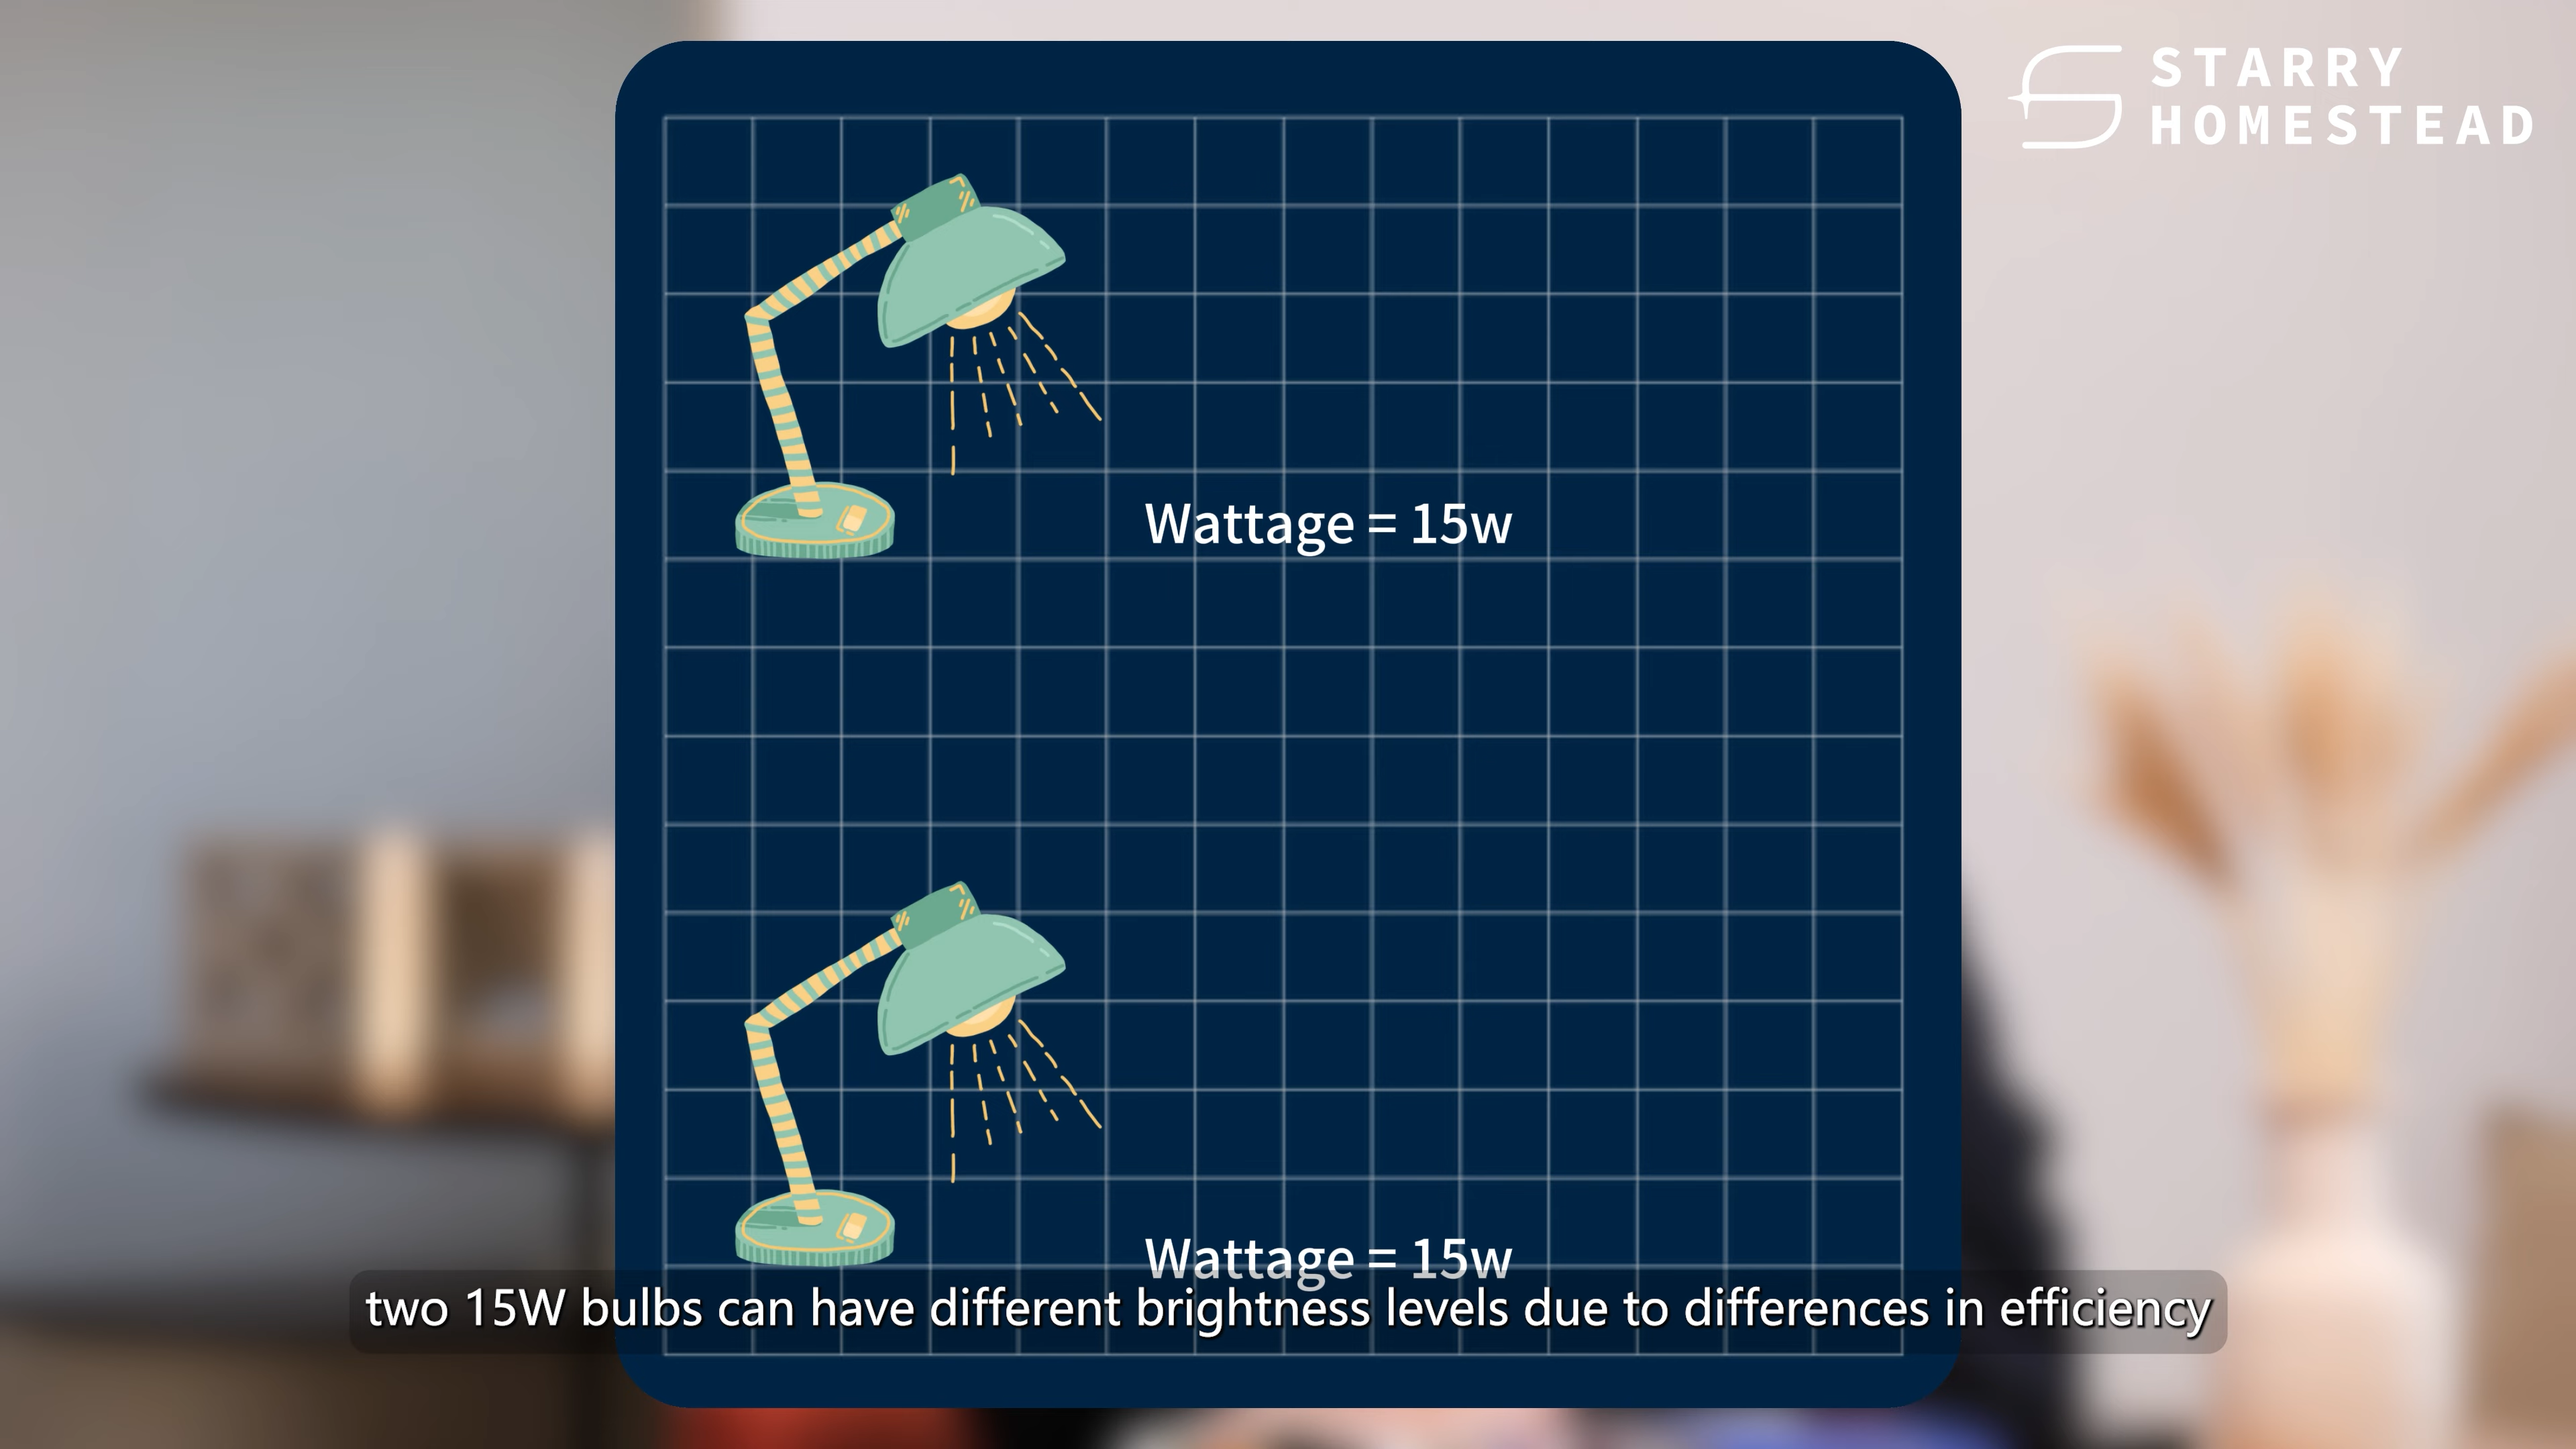 STARRY
HOMESTEAD
Wattage = 15w
Wattage = 15w
two 15W bulbs can have different brightness levels due to differences in efficiency